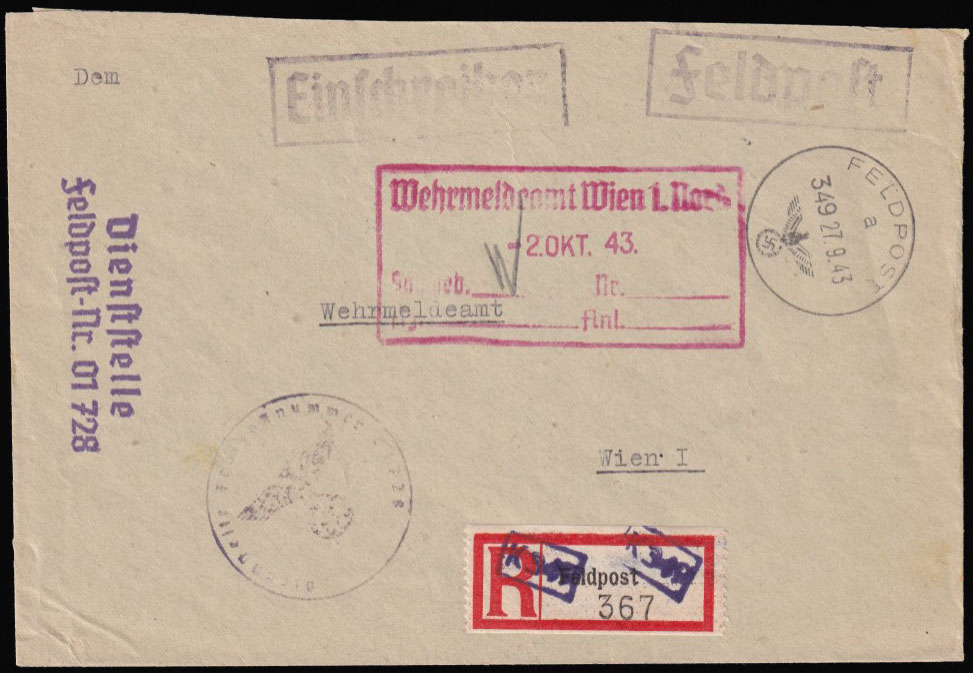 Dem
Einschreiben
Feldpost
Dienststelle
Feldpost-Nr. 01 728
Wehrmeldeamt Wien 1.
- 2. OKT. 43.
Nr.
Wehrmeldeamt
Anl.
FELDPOST
a
349 27.9.43
Wien I
R
Feldpost
367